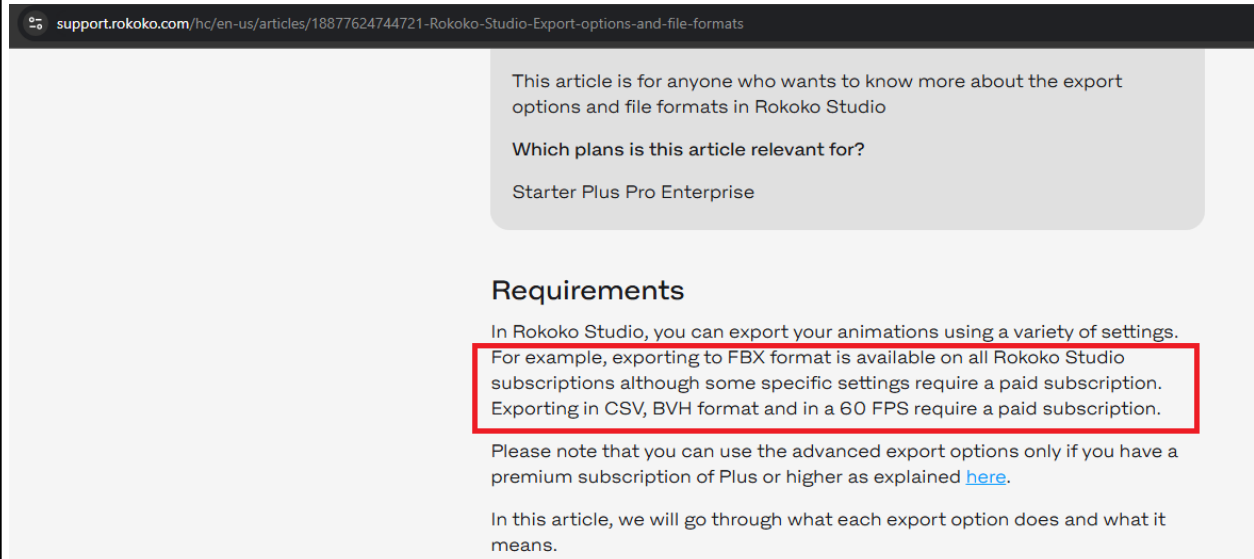 support.rokoko.com/hc/en-us/articles/18877624744721-Rokoko-Studio-Export-options-and-file-formats
This article is for anyone who wants to know more about the export
options and file formats in Rokoko Studio
Which plans is this article relevant for?
Starter Plus Pro Enterprise
Requirements
In Rokoko Studio, you can export your animations using a variety of settings.
For example, exporting to FBX format is available on all Rokoko Studio
subscriptions although some specific settings require a paid subscription.
Exporting in CSV, BVH format and in a 60 FPS require a paid subscription.
Please note that you can use the advanced export options only if you have a
premium subscription of Plus or higher as explained here.
In this article, we will go through what each export option does and what it
means.